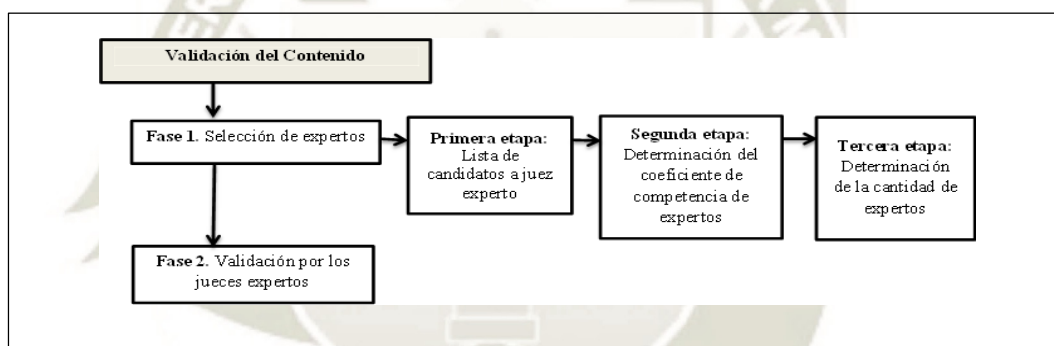 Validación del Contenido
Fase 1. Selección de expertos
Primera etapa:
Lista de
candidatos a juez
experto
Segunda etapa:
Determinación del
coeficiente de
competencia de
expertos
Tercera etapa:
Determinación
de la cantidad de
expertos
Fase 2. Validación por los
jueces expertos